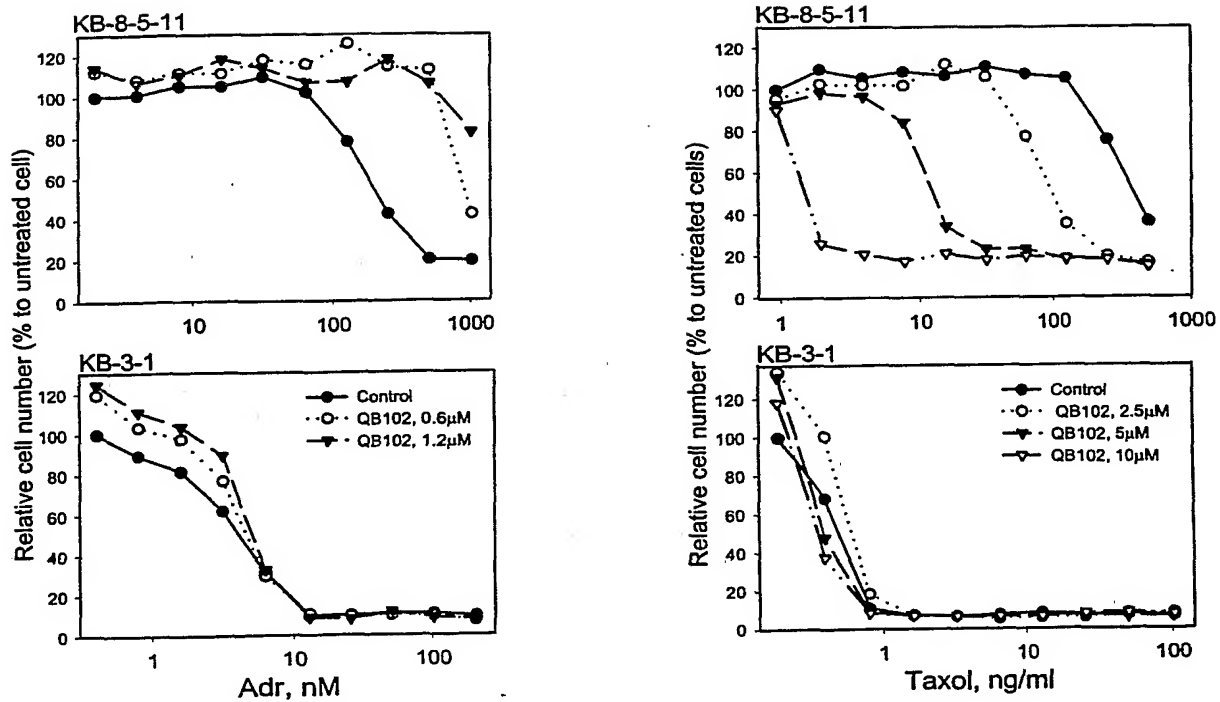 KB-8-5-11
Relative cell number (% to untreated cell)
120
100
80
60
40
20
0
10
100
1000
KB-3-1
120
100
80
60
40
20
0
Control
QB102, 0.6µM
QB102, 1.2µM
1
10
100
Adr, nM
KB-8-5-11
Relative cell number (% to untreated cells)
120
100
80
60
40
20
0
1
10
100
1000
KB-3-1
120
100
80
60
40
20
0
Control
QB102, 2.5µM
QB102, 5µM
QB102, 10µM
1
10
100
Taxol, ng/ml